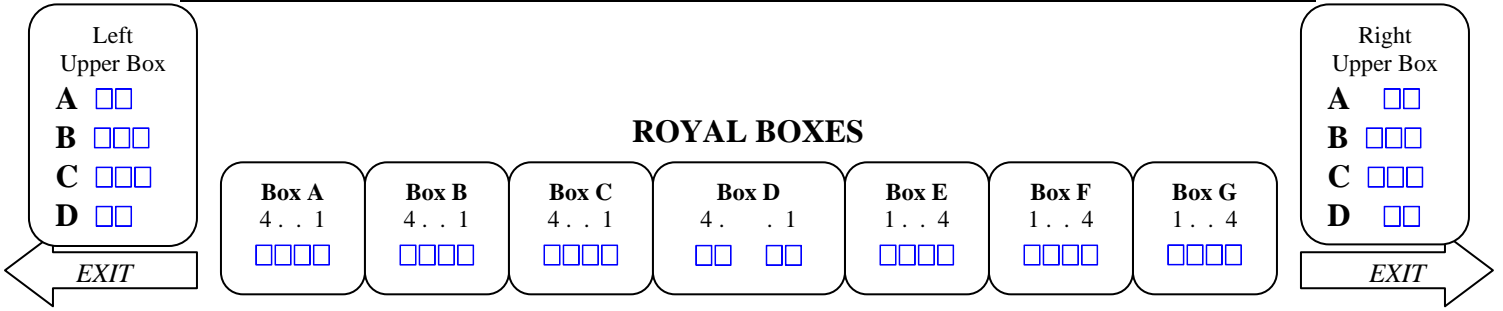 Left
Upper Box
A
B
C
D
EXIT
ROYAL BOXES
Box A
4 . . 1
Box B
4 . . 1
Box C
4 . . 1
Box D
4 . . 1
Box E
1 . . 4
Box F
1 . . 4
Box G
1 . . 4
Right
Upper Box
A
B
C
D
EXIT